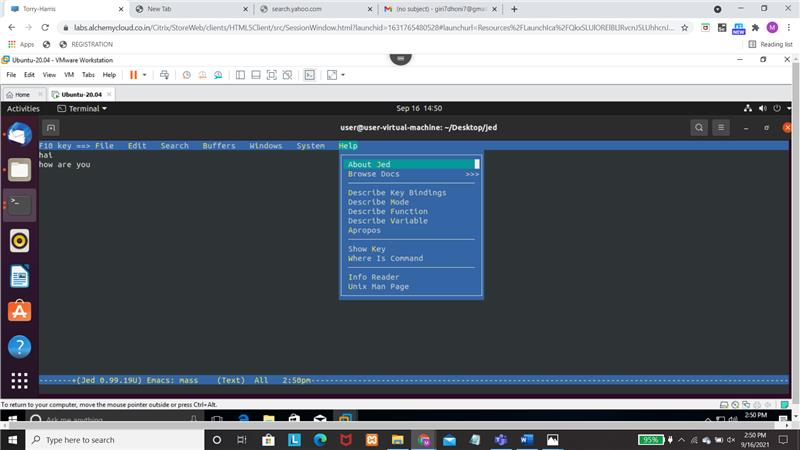 Torry-Harris
New Tab
search.yahoo.com
(no subject) - giri7dhoni7@gma
labs.alchemycloud.co.in/Citrix/StoreWeb/clients/HTML5Client/src/SessionWindow.html?launchid=1631765480528&launchurl=Resources%2FLaunchIca%2F
Apps
G
REGISTRATION
Reading list
Ubuntu-20.04 - VMware Workstation
File Edit View VM Tabs Help
Home
Ubuntu-20.04
Activities
Terminal
Sep 16 14:50
user@user-virtual-machine: ~/Desktop/jed
F10 key ==> File Edit Search Buffers Windows System Help
hai
how are you
About Jed
Browse Docs >>>
Describe Key Bindings
Describe Mode
Describe Function
Describe Variable
Apropos
Show Key
Where Is Command
Info Reader
Unix Man Page
-------+(Jed 0.99.19U) Emacs: mass (Text) All 2:50pm
To return to your computer, move the mouse pointer outside or press Ctrl+Alt.
Ask me anything
2:50 PM
Type here to search
95%
2:50 PM
9/16/2021